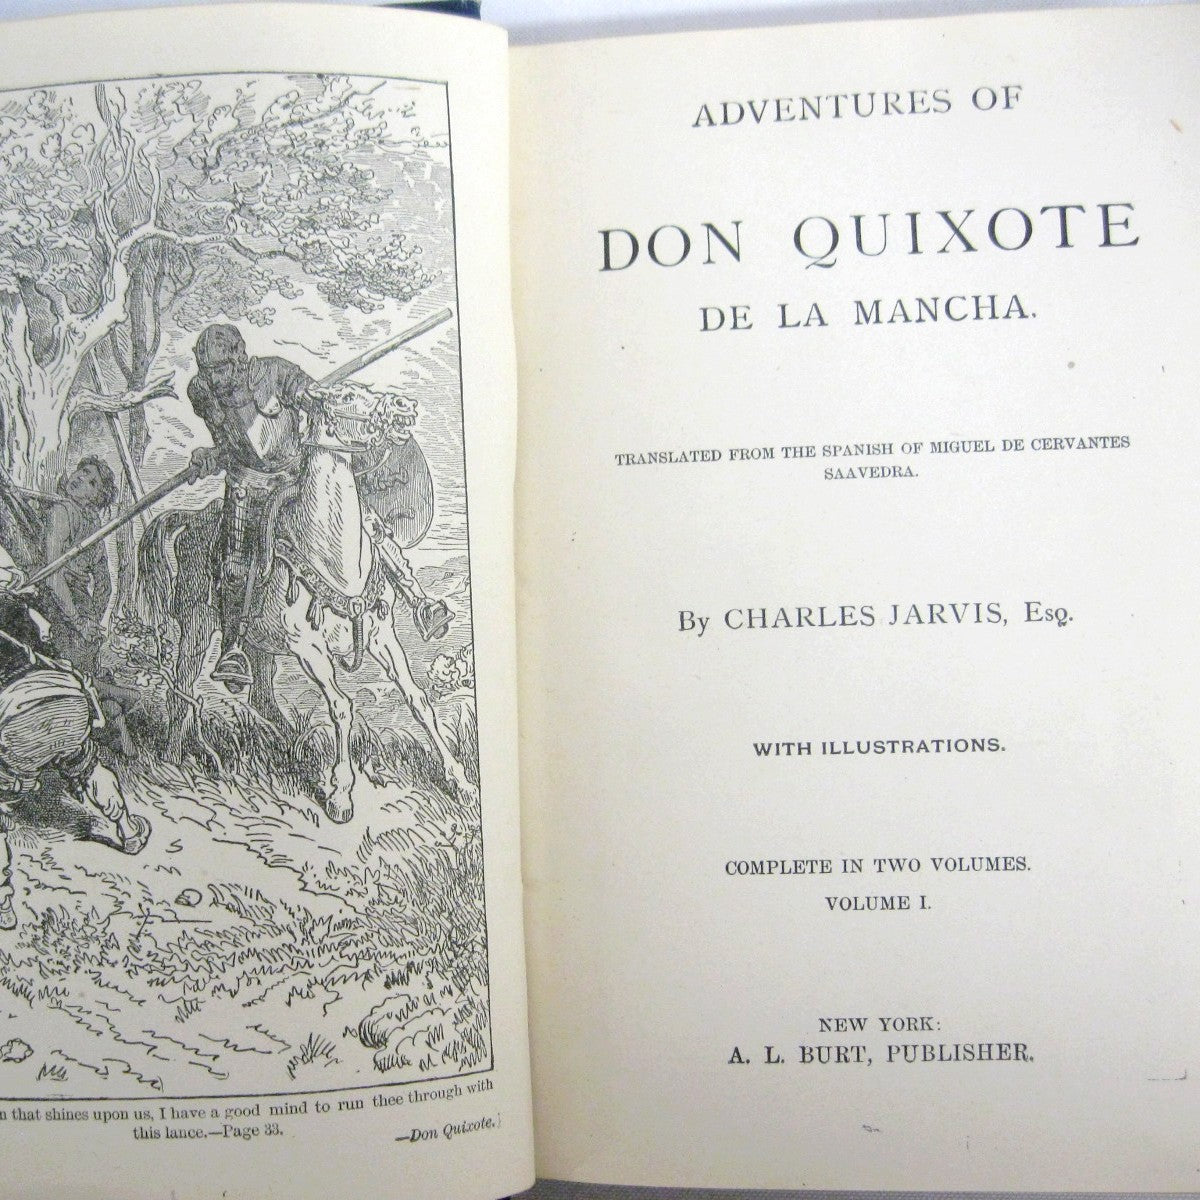 n that shines upon us, I have a good mind to run thee through with
this lance.—Page 33.
—Don Quixote.
ADVENTURES OF
DON QUIXOTE
DE LA MANCHA.
TRANSLATED FROM THE SPANISH OF MIGUEL DE CERVANTES
SAAVEDRA.
By CHARLES JARVIS, Esq.
WITH ILLUSTRATIONS.
COMPLETE IN TWO VOLUMES.
VOLUME I.
NEW YORK:
A. L. BURT, PUBLISHER.